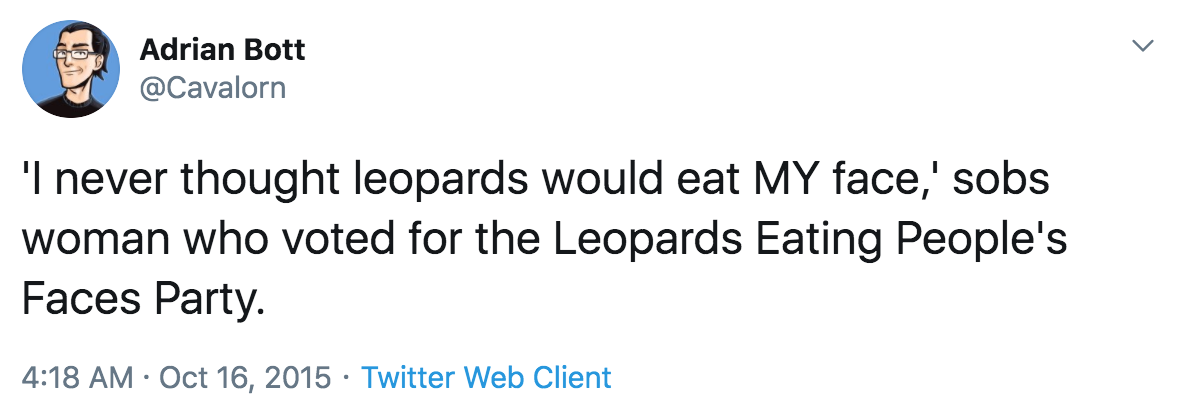 Adrian Bott
@Cavalorn
'I never thought leopards would eat MY face,' sobs
woman who voted for the Leopards Eating People's
Faces Party.
4:18 AM · Oct 16, 2015 · Twitter Web Client